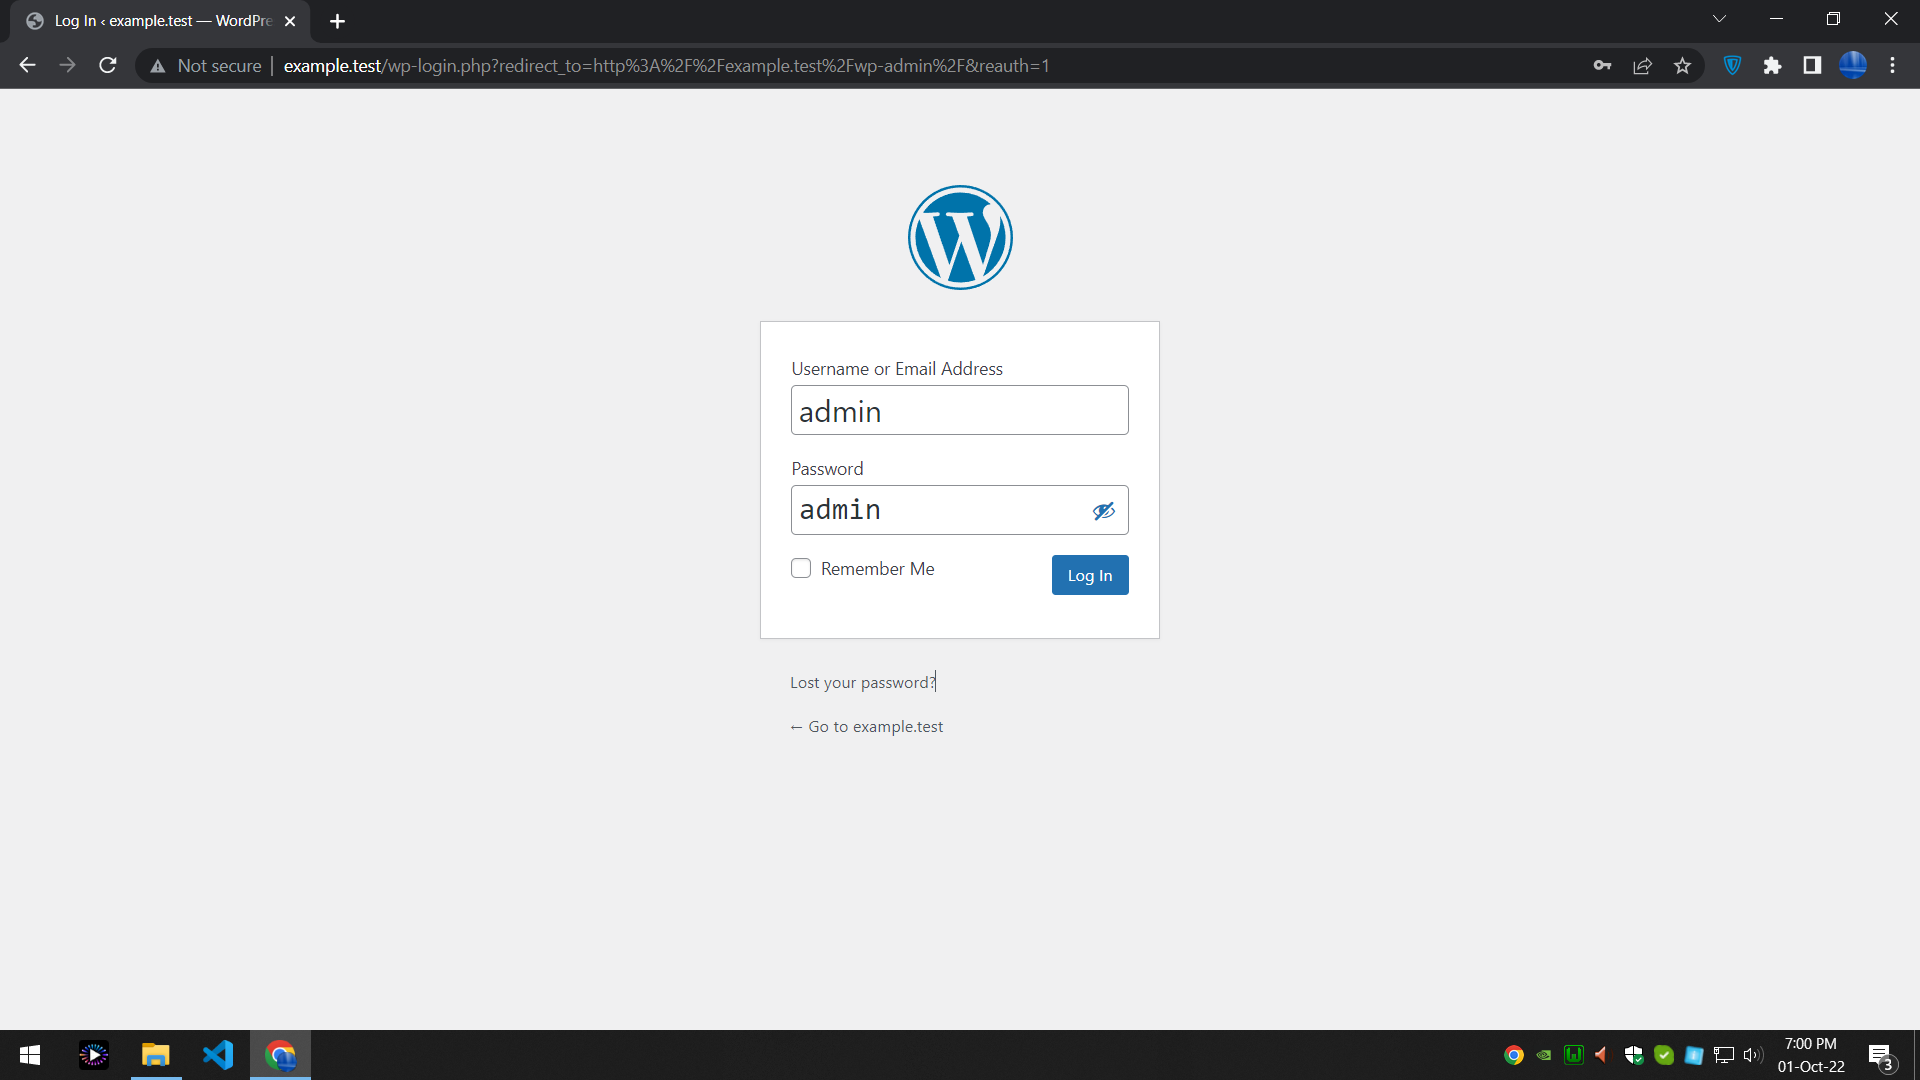 Log In ‹ example.test — WordPre
Not secure
example.test/wp-login.php?redirect_to=http%3A%2F%2Fexample.test%2Fwp-admin%2F&reauth=1
Username or Email Address
admin
Password
admin
Remember Me
Log In
Lost your password?
← Go to example.test
7:00 PM
01-Oct-22
3